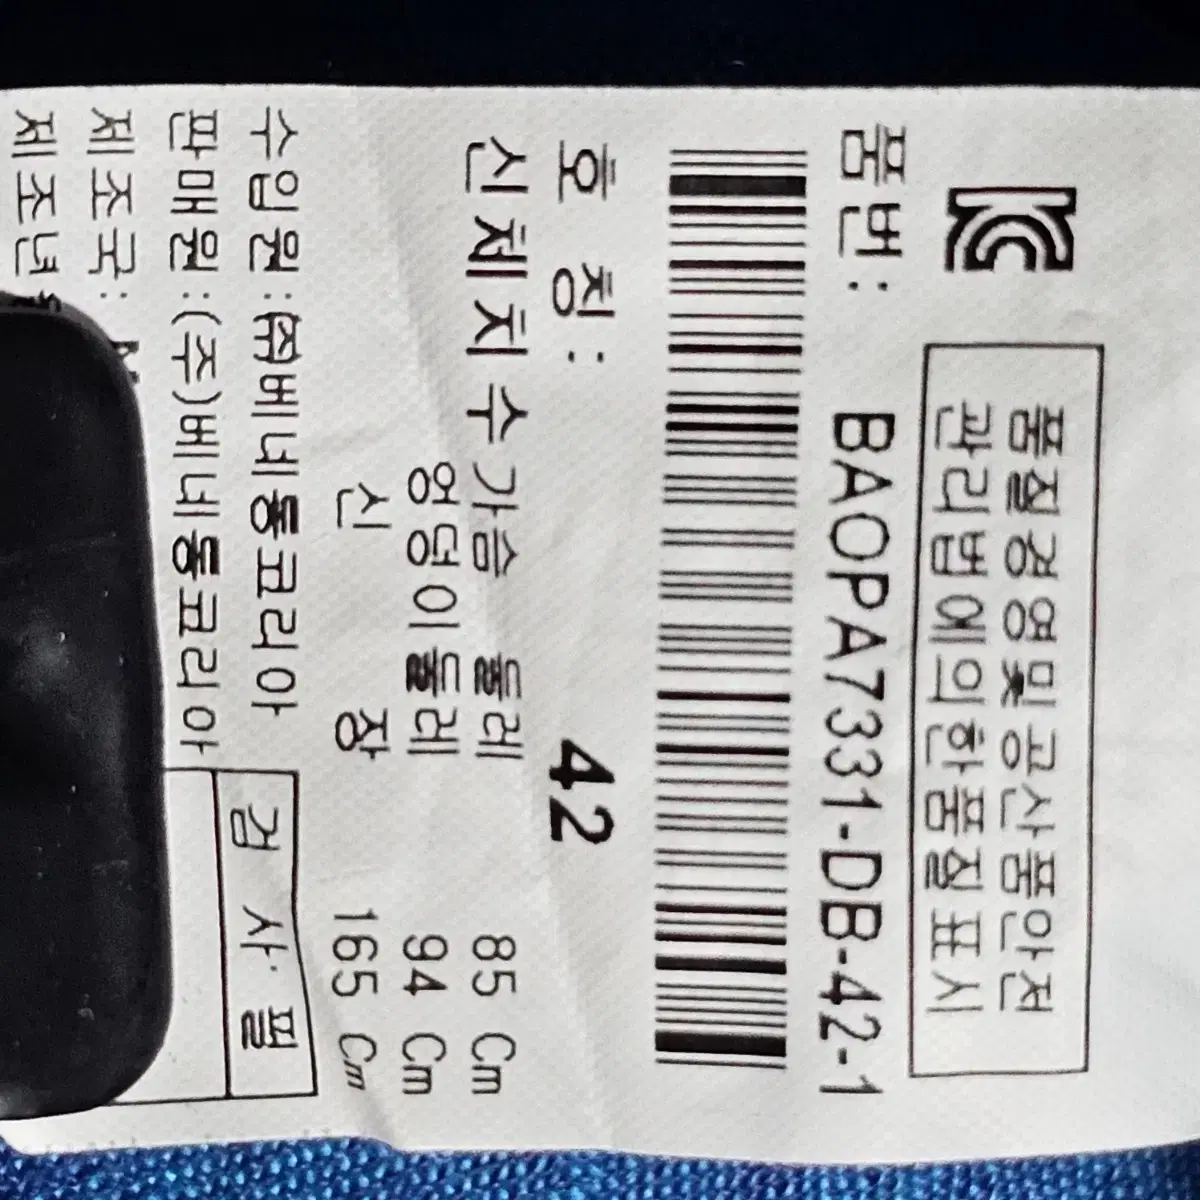 품질경영및공산품안전
관리법에의한품질표시
품번: BAOPA7331-DB-42-1
호 칭: 42
신체치수 가슴 둘레 85 Cm
엉덩이둘레 94 Cm
신 장 165 Cm
수입원:㈜베네통코리아
판매원:(주)베네통코리아
검 사 필
제조국:
제조년